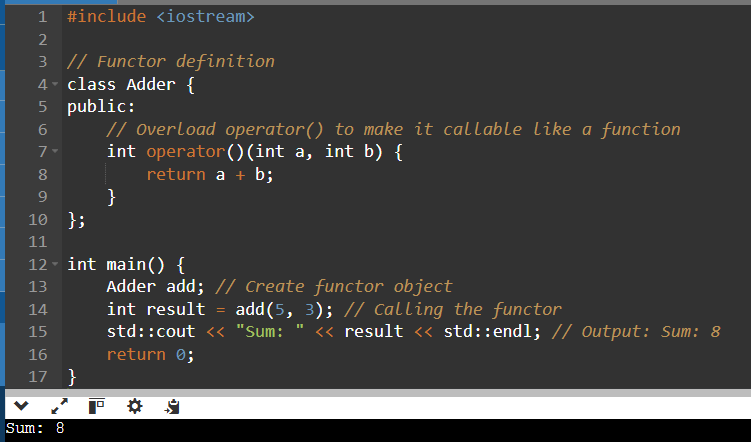 1 #include <iostream>
2
3 // Functor definition
4 class Adder {
5 public:
6     // Overload operator() to make it callable like a function
7     int operator()(int a, int b) {
8         return a + b;
9     }
10 };
11
12 int main() {
13     Adder add; // Create functor object
14     int result = add(5, 3); // Calling the functor
15     std::cout << "Sum: " << result << std::endl; // Output: Sum: 8
16     return 0;
17 }
Sum: 8